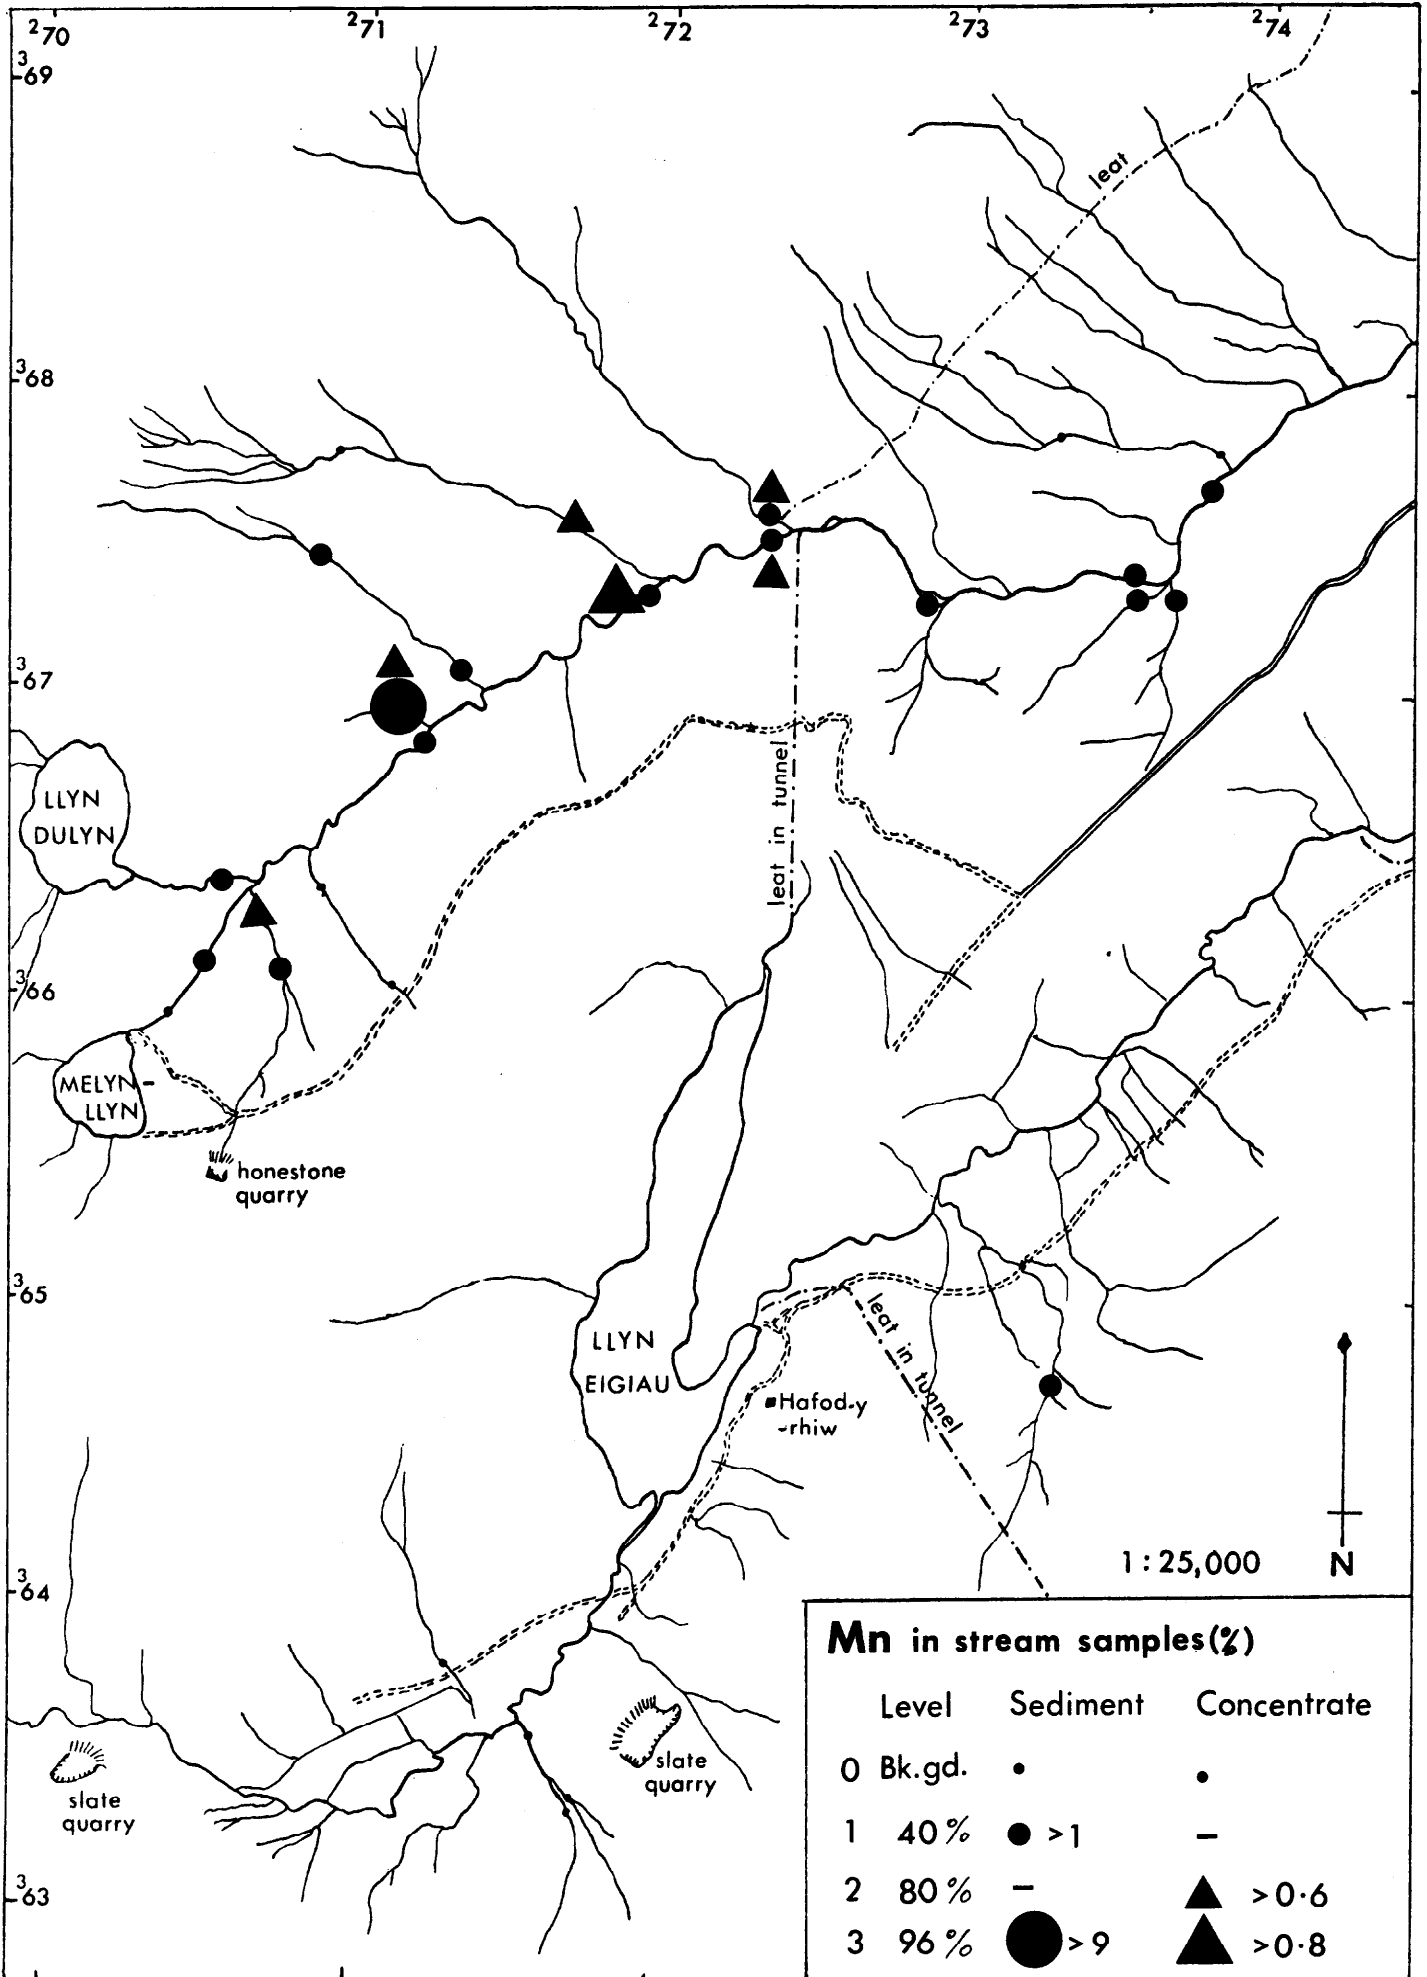 270 271 272 273 274
369
leat
368
367
LLYN
DULYN
leat in tunnel
366
MELYN-
LLYN
honestone
quarry
365
LLYN
EIGIAU
leat in tunnel
Hafod-y
-rhiw
1:25,000
N
364
slate
quarry
slate
quarry
363
Mn in stream samples(%)
Level Sediment Concentrate
0 Bk.gd.
1 40% >1 –
2 80% – >0·6
3 96% >9 >0·8